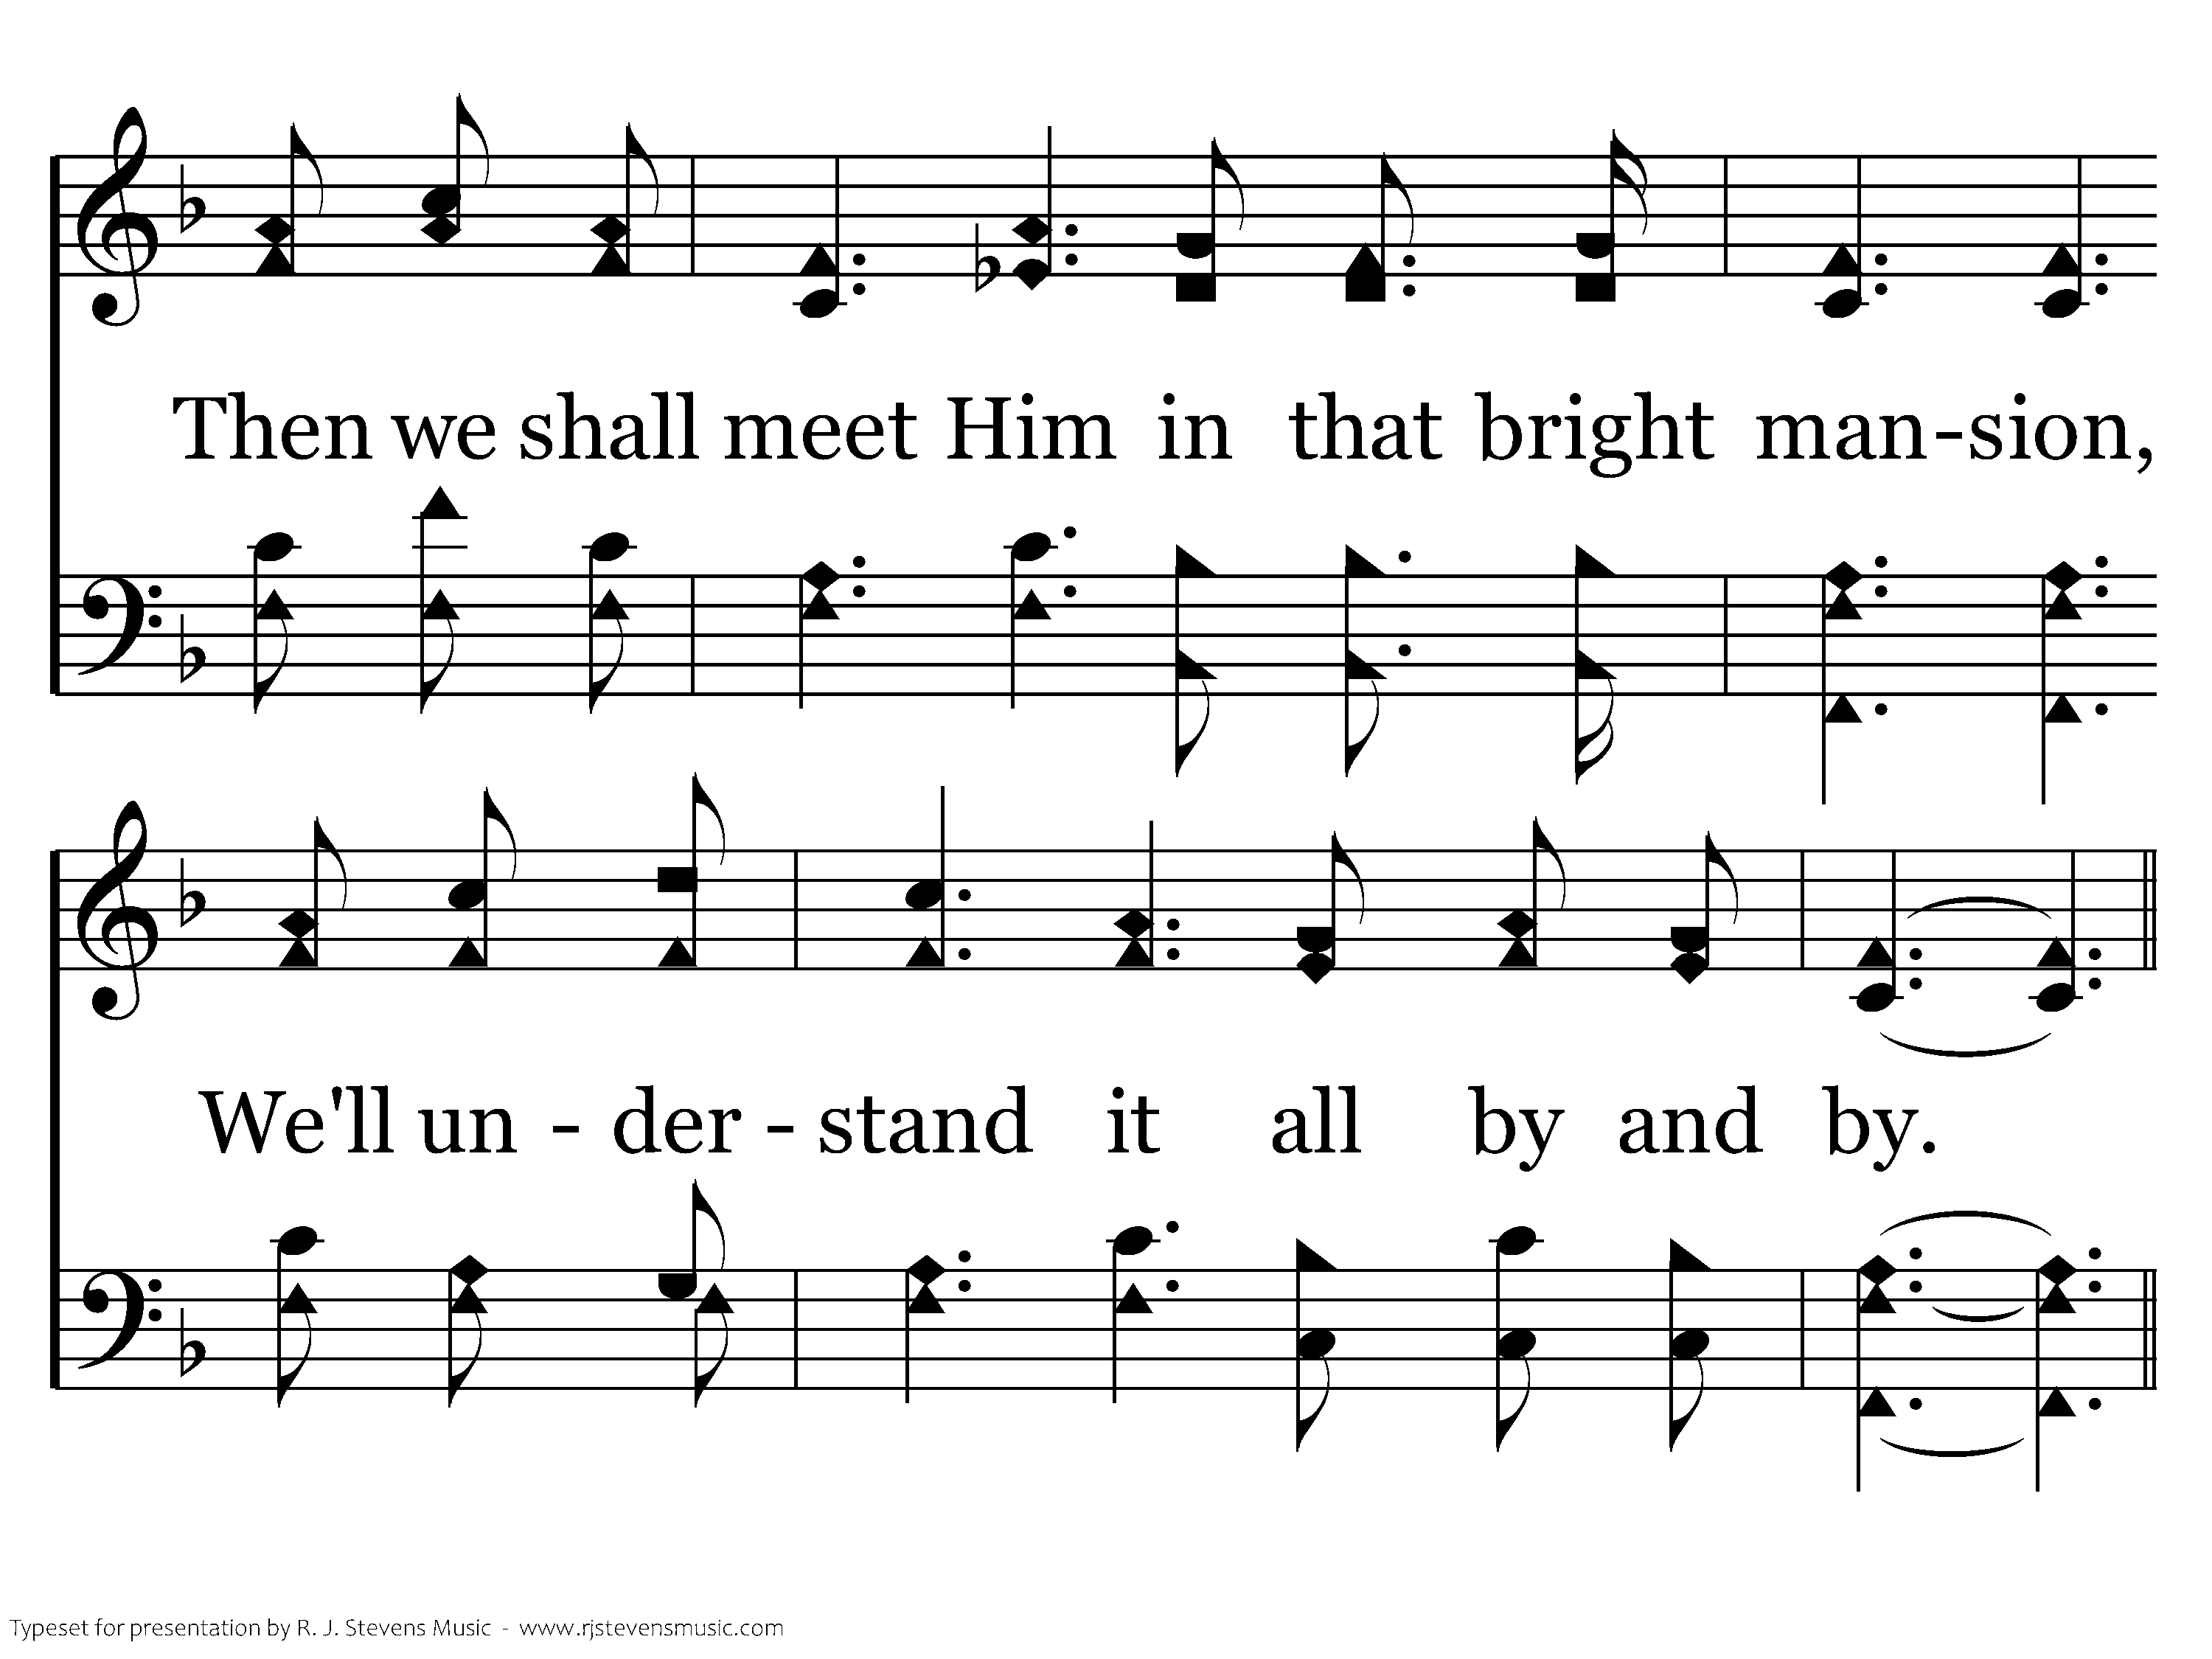 Then we shall meet Him in that bright man-sion,
We'll un - der - stand it all by and by.
Typeset for presentation by R. J. Stevens Music - www.rjstevensmusic.com